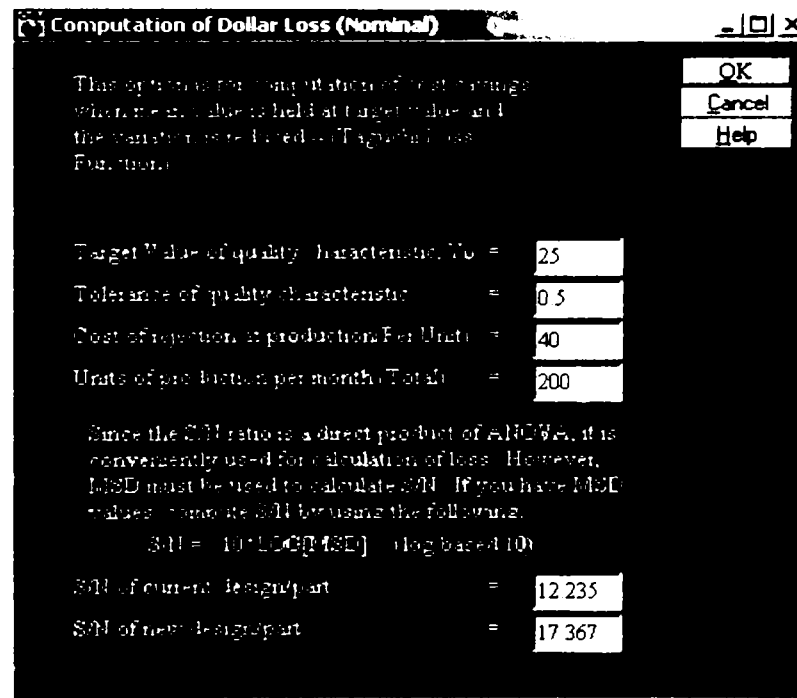 Computation of Dollar Loss (Nominal)
OK
Cancel
Help
This option is for computation of cost savings
when mean value is held at target value and
the variation is reduced -- (Taguchi Loss
Function)
Target Value of quality characteristic, Yo = 25
Tolerance of quality characteristic = 0.5
Cost of rejection at production(Per Unit) = 40
Units of production per month (Total) = 200
Since the S/N ratio is a direct product of ANOVA, it is
conveniently used for calculation of loss. However,
MSD must be used to calculate S/N. If you have MSD
values, compute S/N by using the following.
S/N = 10*LOG[MSD] (log based 10)
S/N of current design/part = 12.235
S/N of new design/part = 17.367